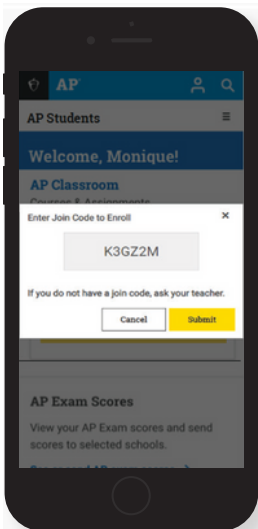 AP
AP Students
Welcome, Monique!
AP Classroom
Courses & Assignments
Enter Join Code to Enroll
K3GZ2M
If you do not have a join code, ask your teacher.
Cancel Submit
AP Exam Scores
View your AP Exam scores and send
scores to selected schools.